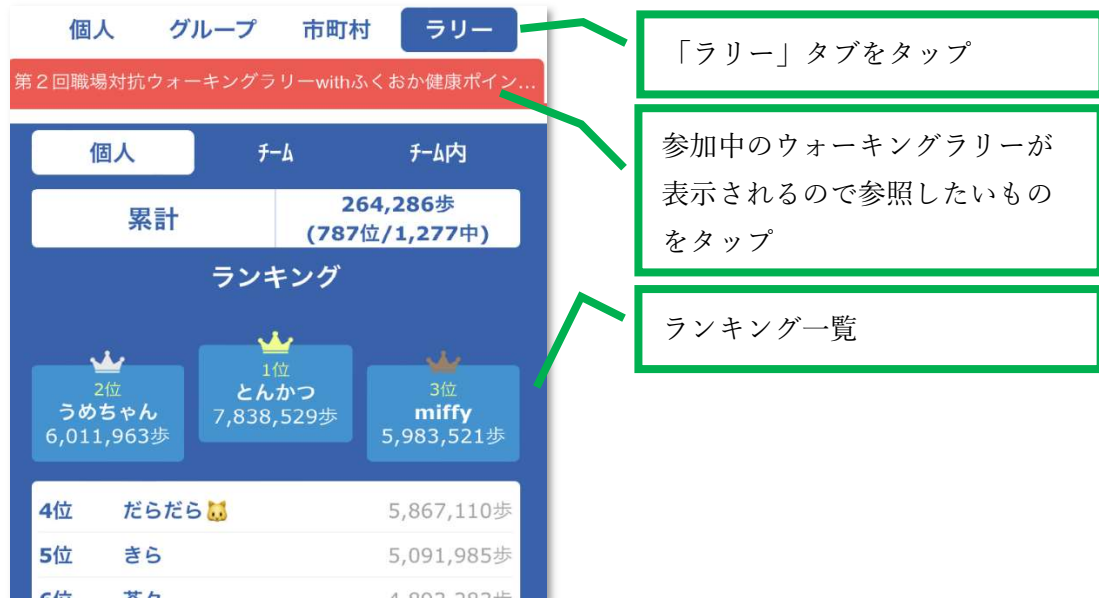 個人 グループ 市町村 ラリー
第2回職場対抗ウォーキングラリーwithふくおか健康ポイン...
個人 チーム チーム内
累計
264,286歩
(787位/1,277中)
ランキング
1位
とんかつ
7,838,529歩
2位
うめちゃん
6,011,963歩
3位
miffy
5,983,521歩
4位 だらだら🐱 5,867,110歩
5位 きら 5,091,985歩
「ラリー」タブをタップ
参加中のウォーキングラリーが
表示されるので参照したいもの
をタップ
ランキング一覧